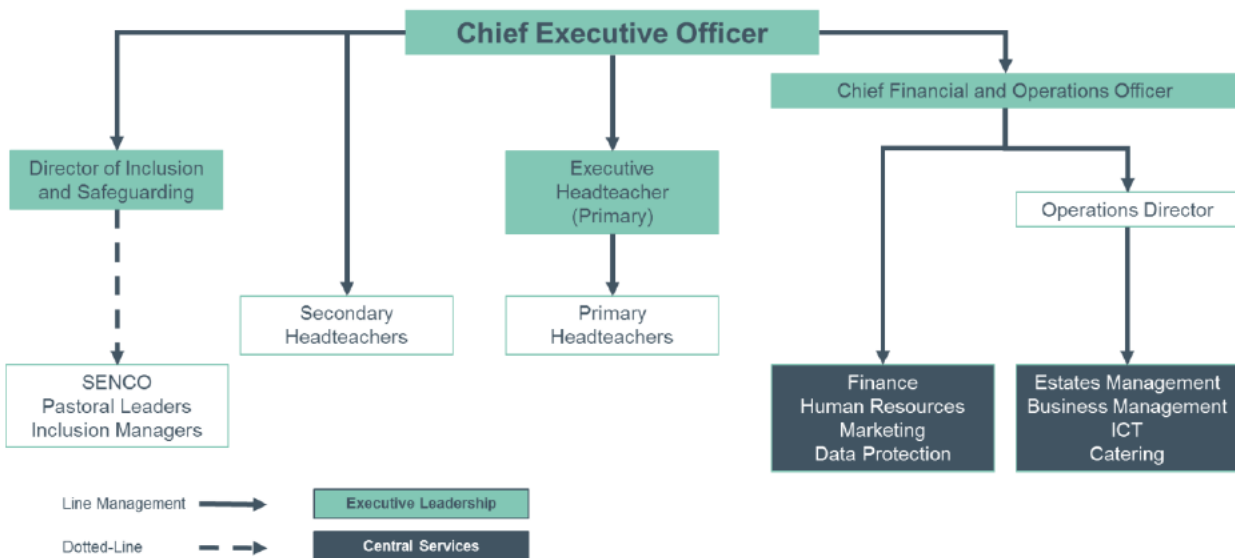 Chief Executive Officer
Chief Financial and Operations Officer
Director of Inclusion
and Safeguarding
Executive
Headteacher
(Primary)
Operations Director
Secondary
Headteachers
Primary
Headteachers
SENCO
Pastoral Leaders
Inclusion Managers
Finance
Human Resources
Marketing
Data Protection
Estates Management
Business Management
ICT
Catering
Line Management
Executive Leadership
Dotted-Line
Central Services